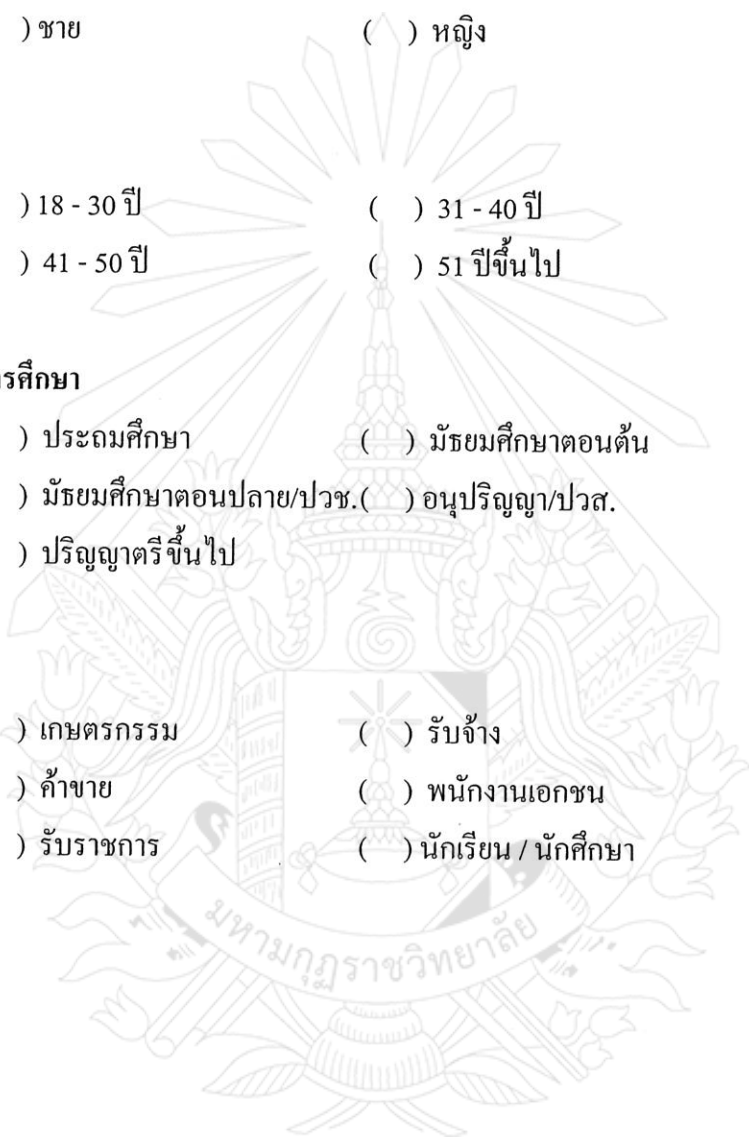 ) ชาย ( ) หญิง
) 18 - 30 ปี ( ) 31 - 40 ปี
) 41 - 50 ปี ( ) 51 ปีขึ้นไป
รศึกษา
) ประถมศึกษา ( ) มัธยมศึกษาตอนต้น
) มัธยมศึกษาตอนปลาย/ปวช.( ) อนุปริญญา/ปวส.
) ปริญญาตรีขึ้นไป
) เกษตรกรรม ( ) รับจ้าง
) ค้าขาย ( ) พนักงานเอกชน
) รับราชการ ( ) นักเรียน / นักศึกษา
มหามกุฏราชวิทยาลัย